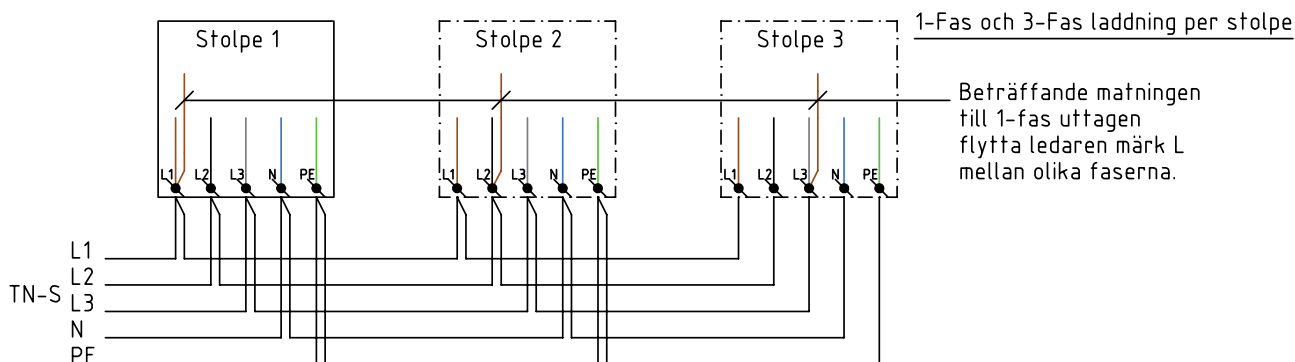 Stolpe 1
Stolpe 2
Stolpe 3
1-Fas och 3-Fas laddning per stolpe
Beträffande matningen
till 1-fas uttagen
flytta ledaren märk L
mellan olika faserna.
L1 L2 L3 N PE
L1 L2 L3 N PE
L1 L2 L3 N PE
TN-S
L1
L2
L3
N
PE